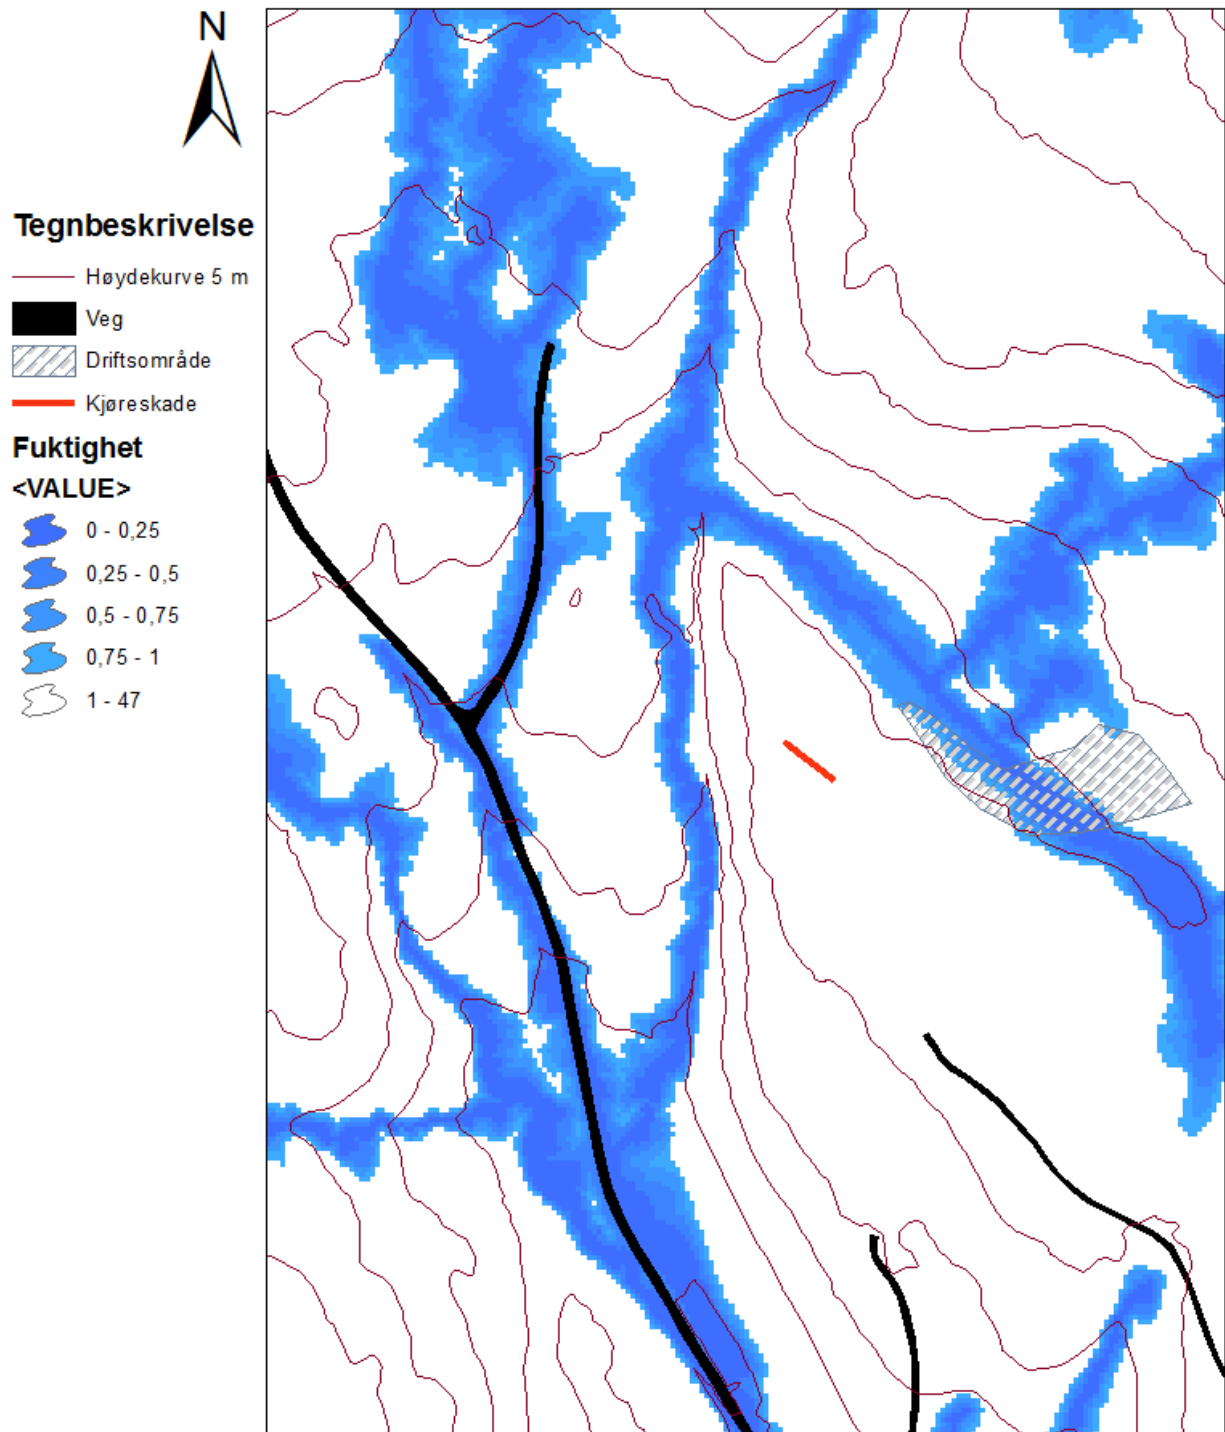 N
Tegnbeskrivelse
Høydekurve 5 m
Veg
Driftsområde
Kjøreskade
Fuktighet
<VALUE>
0 - 0,25
0,25 - 0,5
0,5 - 0,75
0,75 - 1
1 - 47